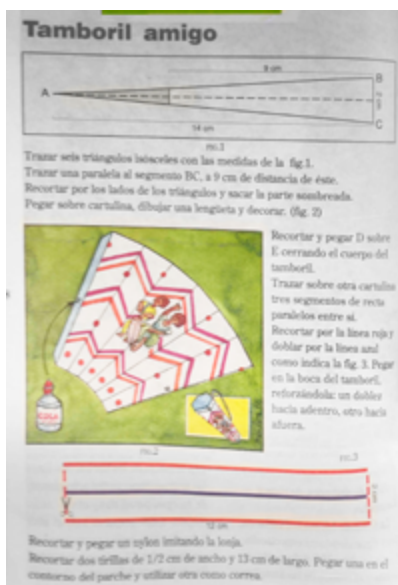 Tamboril amigo
9 cm
B
A
C
14 cm
FIG.1
Trazar seis triángulos isósceles con las medidas de la fig.1.
Trazar una paralela al segmento BC, a 9 cm de distancia de éste.
Recortar por los lados de los triángulos y sacar la parte sombreada.
Pegar sobre cartulina, dibujar una lengüeta y decorar. (fig. 2)
Recortar y pegar D sobre
E cerrando el cuerpo del
tamboril.
Trazar sobre otra cartulina
tres segmentos de recta
paralelos entre sí.
Recortar por la línea roja y
doblar por la línea azul
como indica la fig. 3. Pegar
en la boca del tamboril,
reforzándola: un doblez
hacia adentro, otro hacia
afuera.
FIG.2
FIG.3
12 cm
Recortar y pegar un nylon imitando la lonja.
Recortar dos tirillas de 1/2 cm de ancho y 13 cm de largo. Pegar una en el
contorno del parche y utilizar otra como correa.